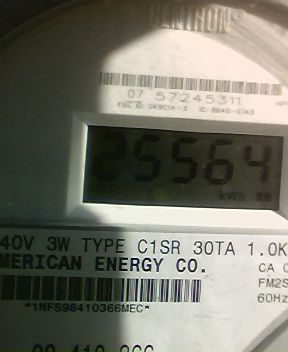 CENTRON®
07 57245311
25564
kWh
40V 3W TYPE C1SR 30TA 1.0K
MERICAN ENERGY CO.
CA 0
FM2S
60Hz
*1NFS98410366MEC*